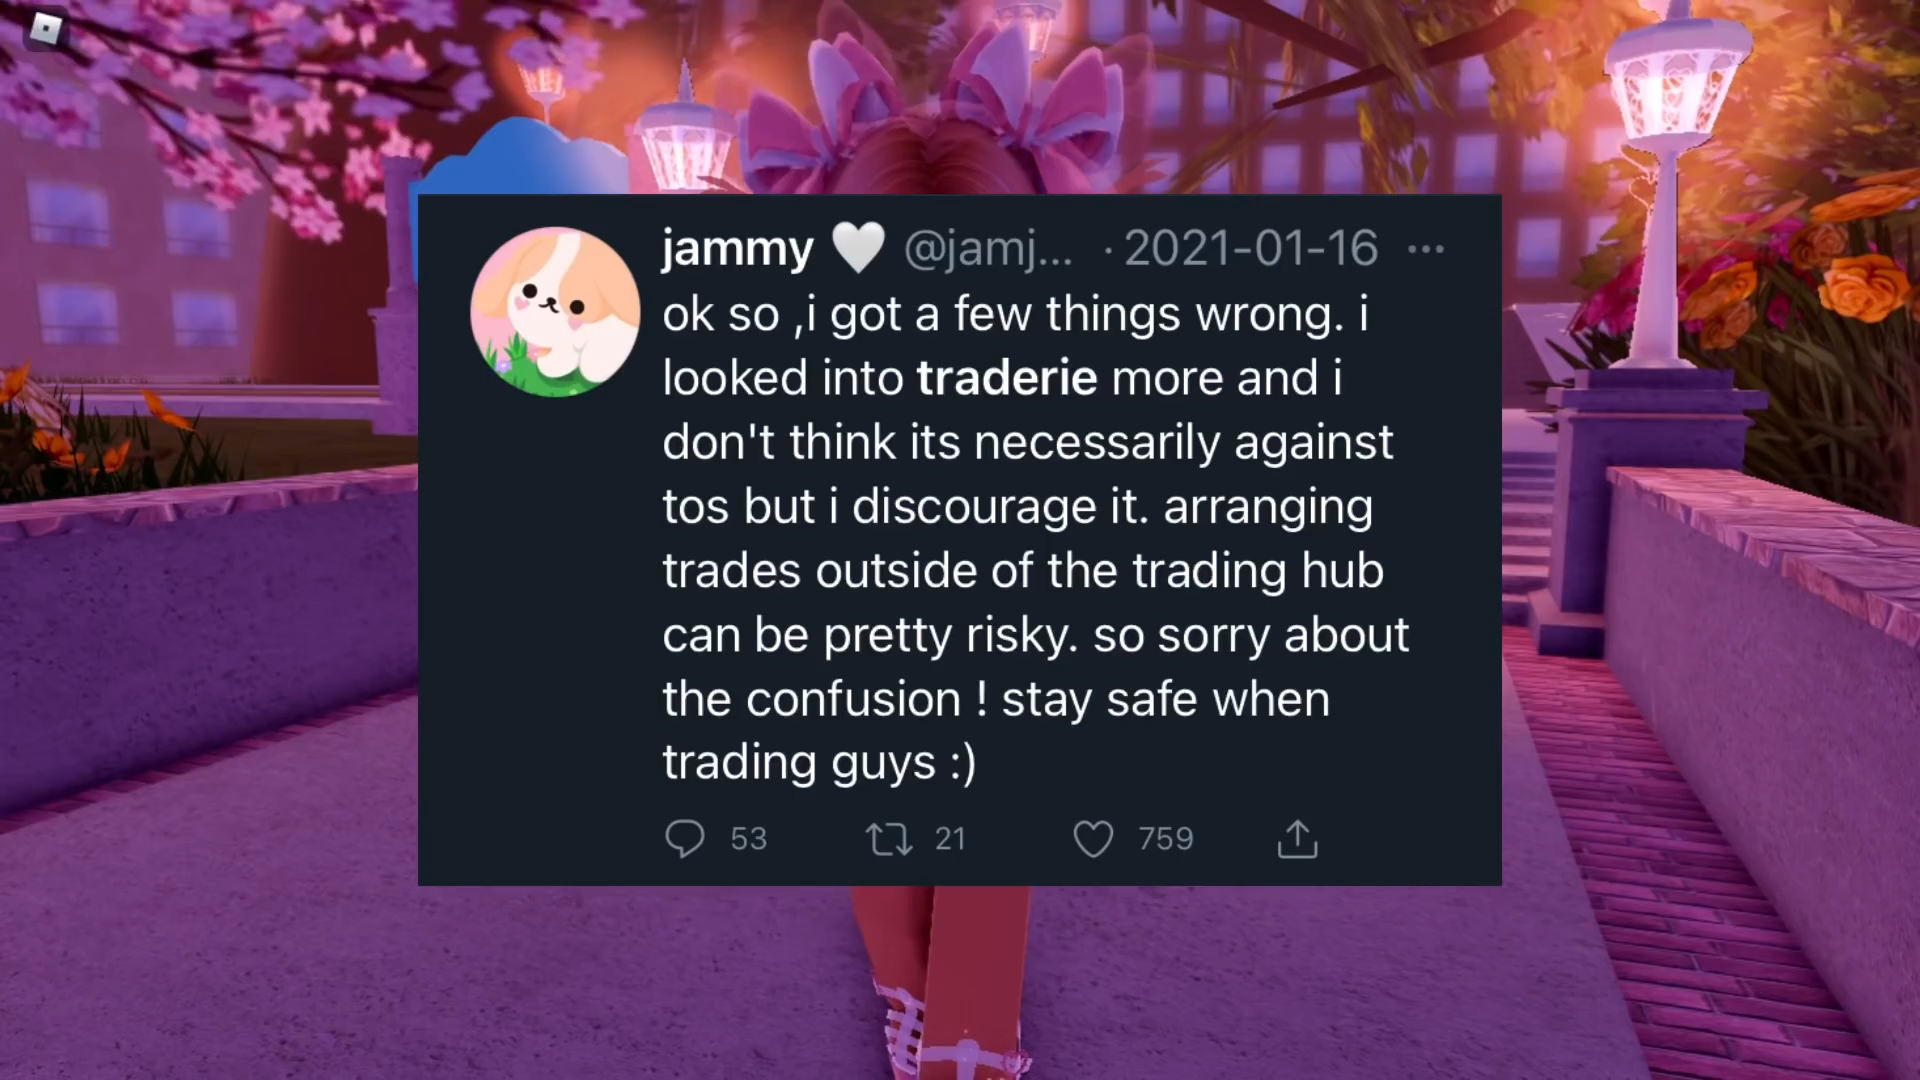 jammy 🤍 @jamj... · 2021-01-16 ···
ok so ,i got a few things wrong. i
looked into traderie more and i
don't think its necessarily against
tos but i discourage it. arranging
trades outside of the trading hub
can be pretty risky. so sorry about
the confusion ! stay safe when
trading guys :)
53 21 759